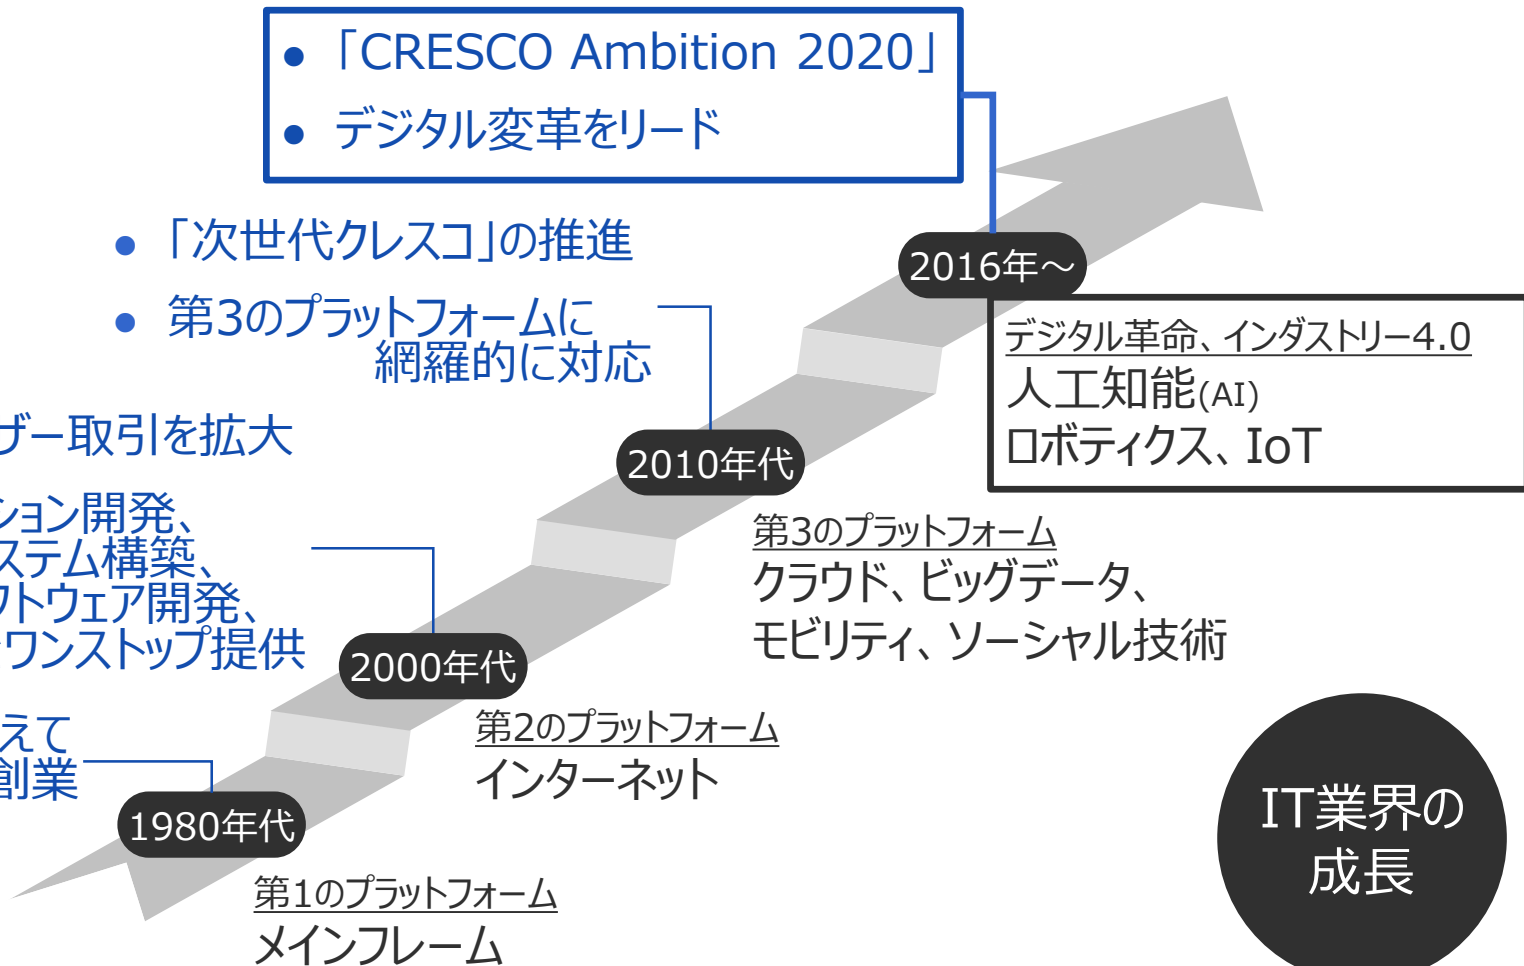 「CRESCO Ambition 2020」
デジタル変革をリード
「次世代クレスコ」の推進
第3のプラットフォームに
網羅的に対応
ザー取引を拡大
ション開発、
ステム構築、
フトウェア開発、
ワンストップ提供
えて
創業
2016年～
デジタル革命、インダストリー4.0
人工知能(AI)
ロボティクス、IoT
2010年代
第3のプラットフォーム
クラウド、ビッグデータ、
モビリティ、ソーシャル技術
2000年代
第2のプラットフォーム
インターネット
1980年代
第1のプラットフォーム
メインフレーム
IT業界の
成長